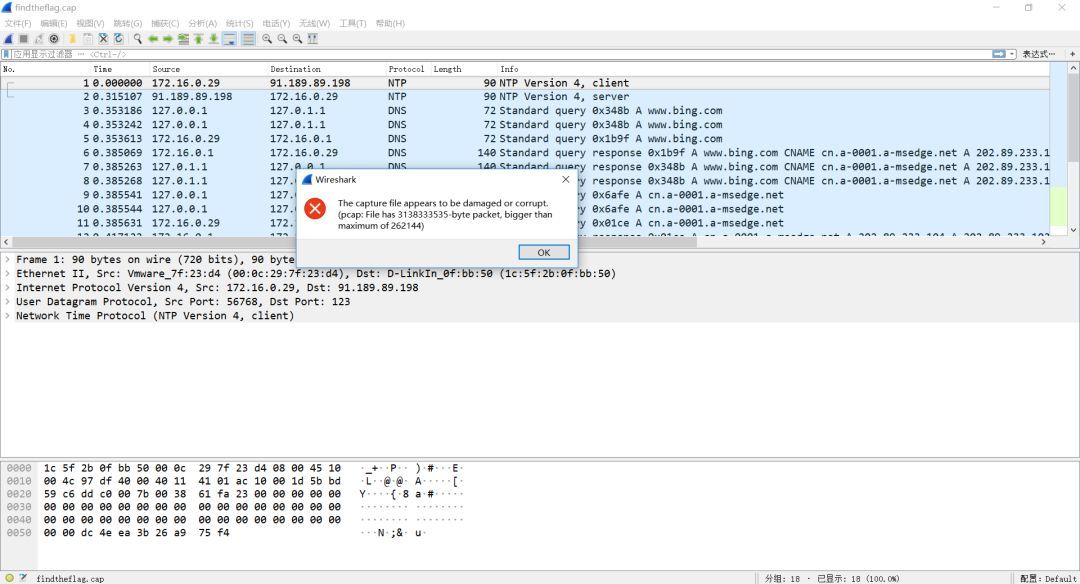 findtheflag.cap
文件(F) 编辑(E) 视图(V) 跳转(G) 捕获(C) 分析(A) 统计(S) 电话(Y) 无线(W) 工具(T) 帮助(H)
应用显示过滤器 … <Ctrl-/> 表达式… +
No. Time Source Destination Protocol Length Info
1 0.000000 172.16.0.29 91.189.89.198 NTP 90 NTP Version 4, client
2 0.315107 91.189.89.198 172.16.0.29 NTP 90 NTP Version 4, server
3 0.353186 127.0.0.1 127.0.1.1 DNS 72 Standard query 0x348b A www.bing.com
4 0.353242 127.0.0.1 127.0.1.1 DNS 72 Standard query 0x348b A www.bing.com
5 0.353613 172.16.0.29 172.16.0.1 DNS 72 Standard query 0x1b9f A www.bing.com
6 0.385069 172.16.0.1 172.16.0.29 DNS 140 Standard query response 0x1b9f A www.bing.com CNAME cn.a-0001.a-msedge.net A 202.89.233.1
7 0.385263 127.0.1.1 127.0.0.1 DNS 140 Standard query response 0x348b A www.bing.com CNAME cn.a-0001.a-msedge.net A 202.89.233.1
8 0.385268 127.0.1.1 127. y response 0x348b A www.bing.com CNAME cn.a-0001.a-msedge.net A 202.89.233.1
9 0.385541 127.0.0.1 127. y 0x6afe A cn.a-0001.a-msedge.net
10 0.385544 127.0.0.1 127. y 0x6afe A cn.a-0001.a-msedge.net
11 0.385631 172.16.0.29 172. y 0x01ce A cn.a-0001.a-msedge.net
Wireshark
The capture file appears to be damaged or corrupt.
(pcap: File has 3138333535-byte packet, bigger than
maximum of 262144)
OK
Frame 1: 90 bytes on wire (720 bits), 90 byte
Ethernet II, Src: Vmware_7f:23:d4 (00:0c:29:7f:23:d4), Dst: D-LinkIn_0f:bb:50 (1c:5f:2b:0f:bb:50)
Internet Protocol Version 4, Src: 172.16.0.29, Dst: 91.189.89.198
User Datagram Protocol, Src Port: 56768, Dst Port: 123
Network Time Protocol (NTP Version 4, client)
0000 1c 5f 2b 0f bb 50 00 0c 29 7f 23 d4 08 00 45 10 ·_+··P·· )·#···E·
0010 00 4c 97 df 40 00 40 11 41 01 ac 10 00 1d 5b bd ·L··@·@· A·····[·
0020 59 c6 dd c0 00 7b 00 38 61 fa 23 00 00 00 00 00 Y····{·8 a·#·····
0030 00 00 00 00 00 00 00 00 00 00 00 00 00 00 00 00 ········ ········
0040 00 00 00 00 00 00 00 00 00 00 00 00 00 00 00 00 ········ ········
0050 00 00 dc 4e ea 3b 26 a9 75 f4 ···N·;&· u·
findtheflag.cap 分组: 18 · 已显示: 18 (100.0%) 配置: Default